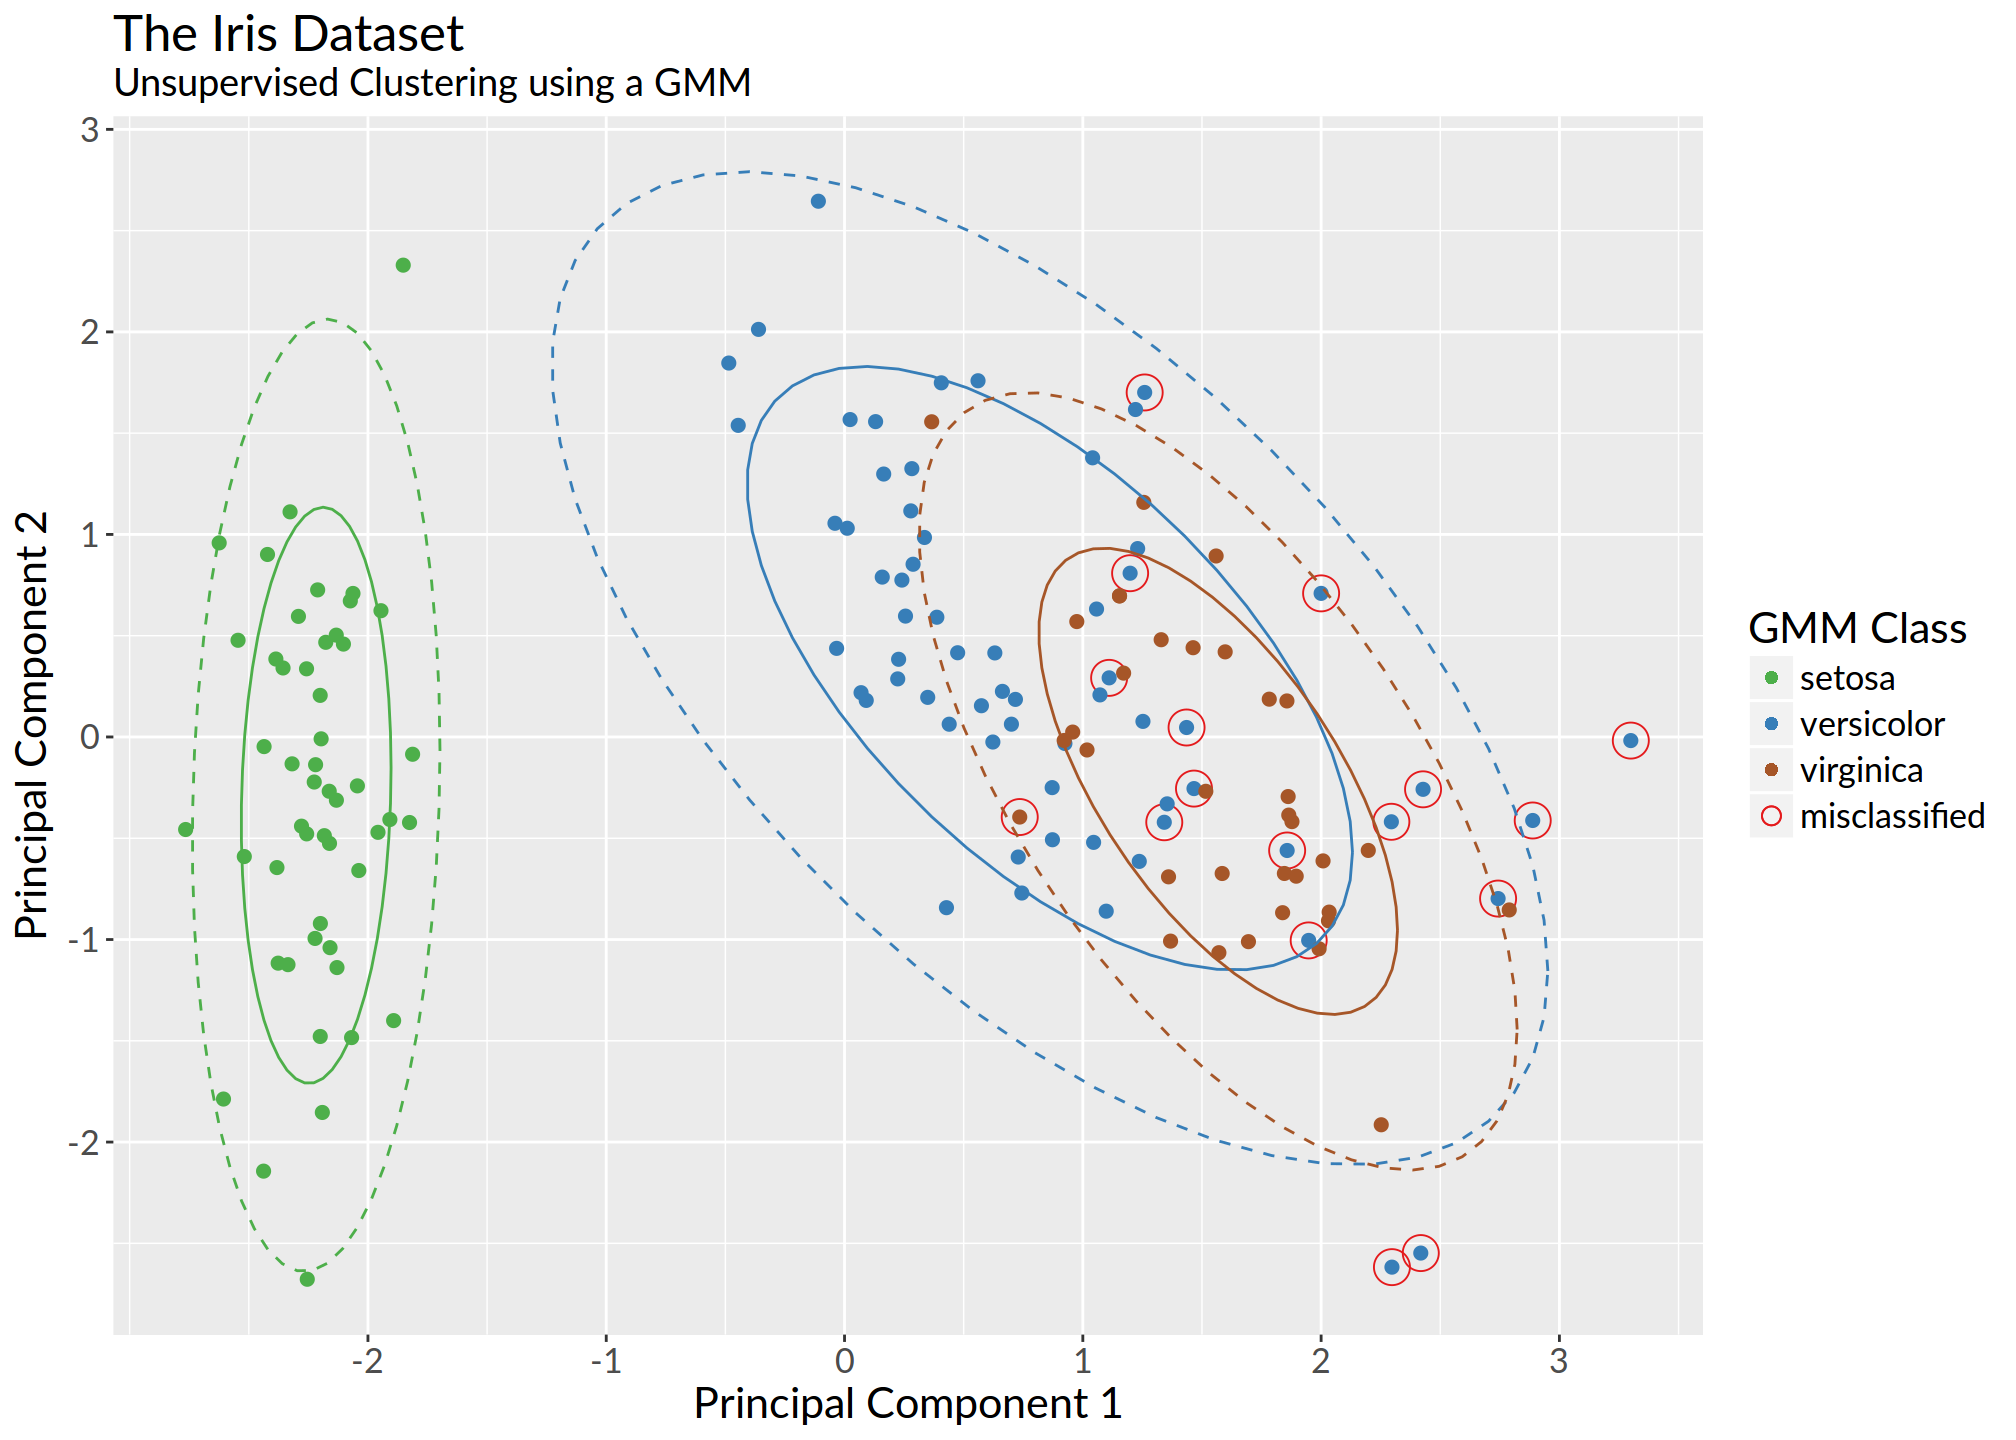 The Iris Dataset
Unsupervised Clustering using a GMM
3
2
1
0
-1
-2
Principal Component 2
-2
-1
0
1
2
3
Principal Component 1
GMM Class
setosa
versicolor
virginica
misclassified